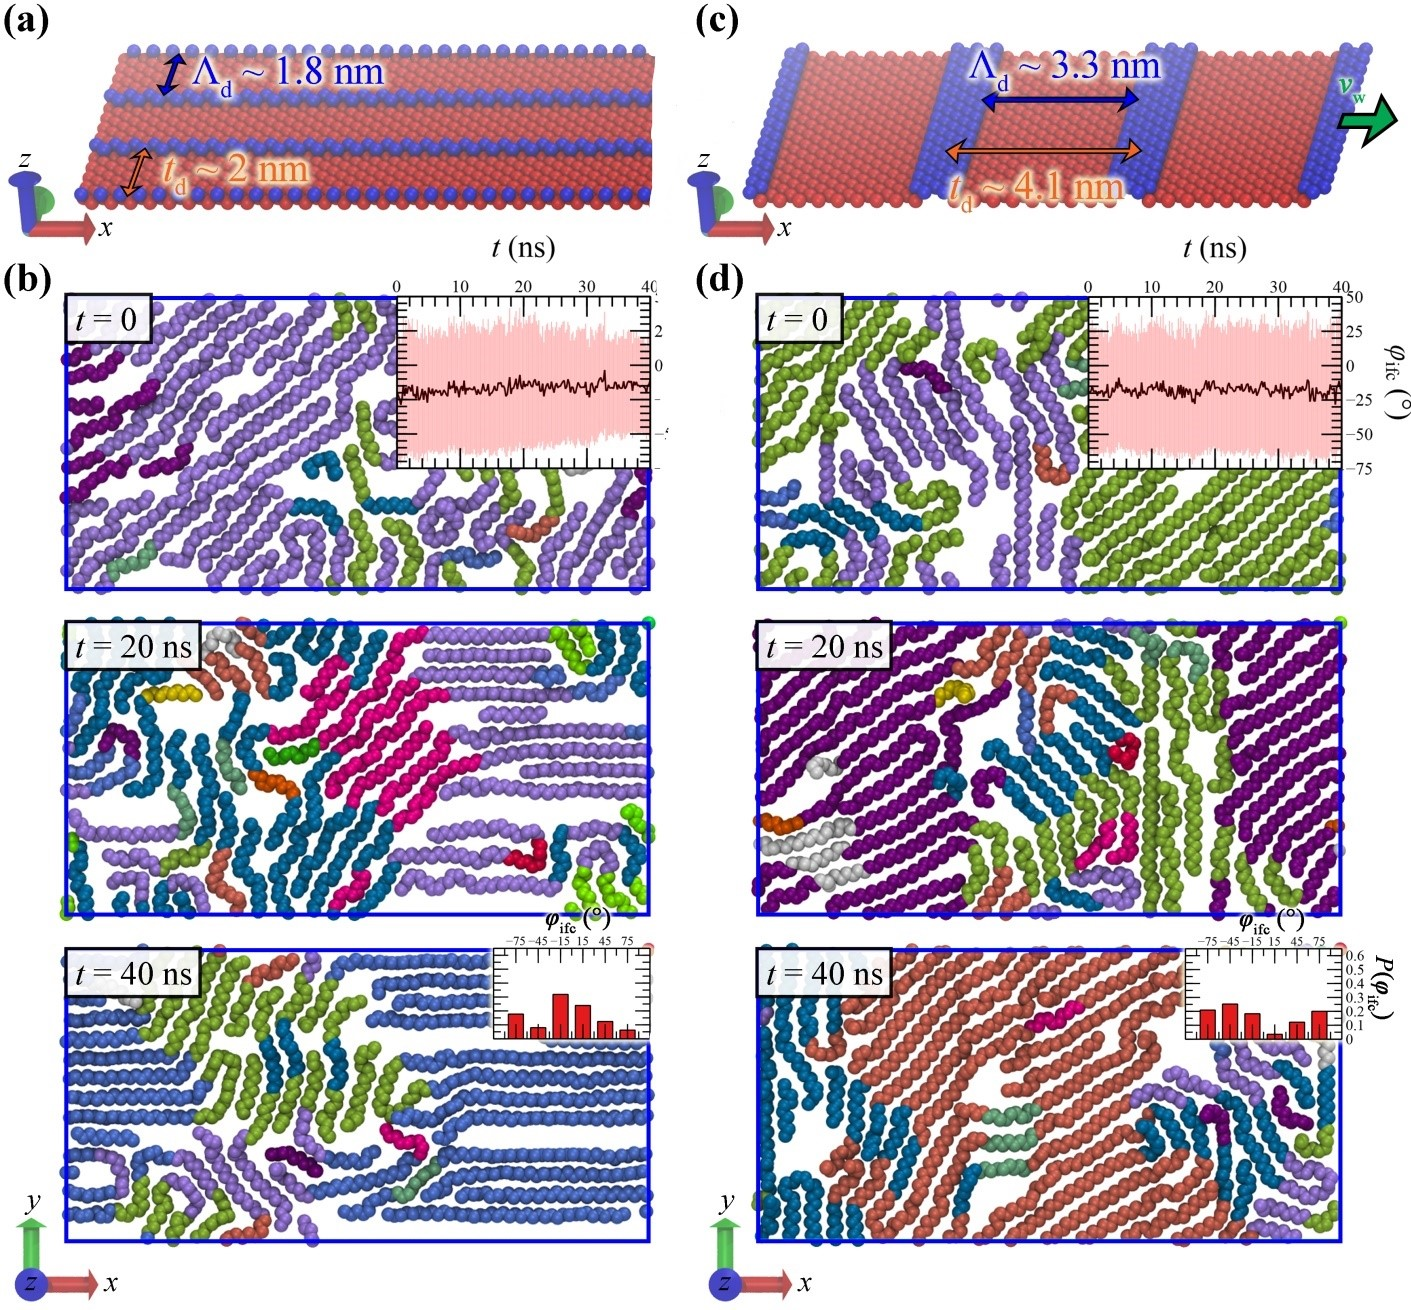 (a)
Λd ~ 1.8 nm
td ~ 2 nm
z
x
(c)
Λd ~ 3.3 nm
td ~ 4.1 nm
vw
z
x
(b)
t (ns)
0 10 20 30 40
t = 0
2
0
t = 20 ns
φifc (°)
−75 −45 −15 15 45 75
t = 40 ns
y
z
x
(d)
t (ns)
0 10 20 30 40
t = 0
50
25
0
−25
−50
−75
φifc (°)
t = 20 ns
φifc (°)
−75 −45 −15 15 45 75
t = 40 ns
0.6
0.5
0.4
0.3
0.2
0.1
0
P(φifc)
y
z
x